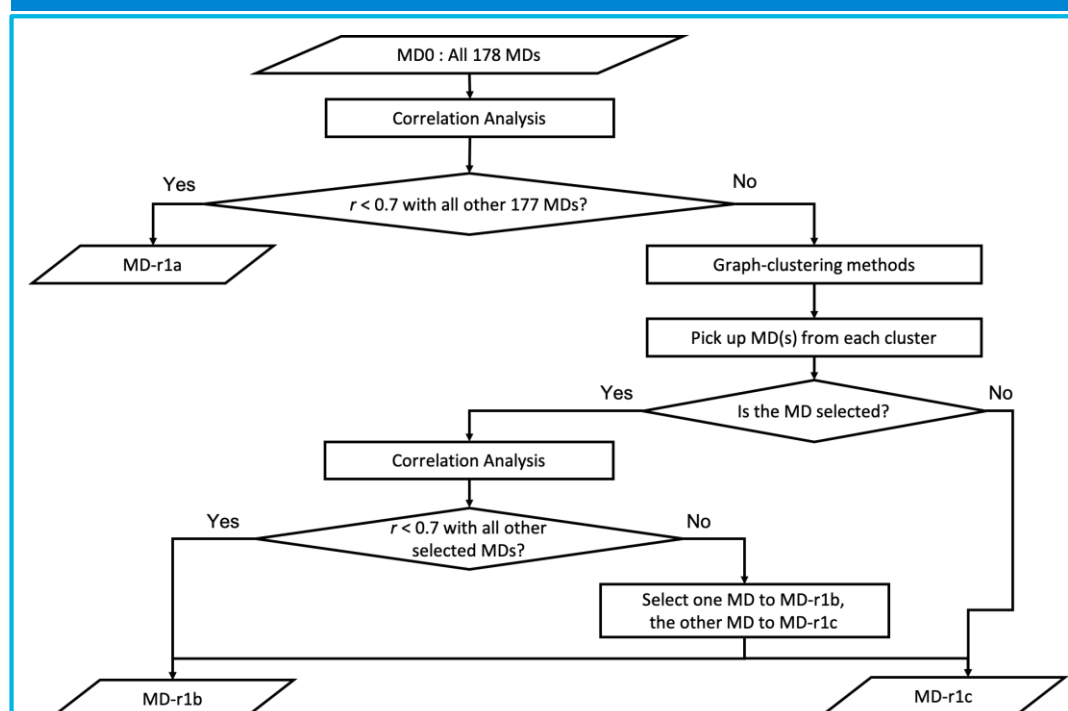 MD0 : All 178 MDs
Correlation Analysis
Yes
No
r < 0.7 with all other 177 MDs?
MD-r1a
Graph-clustering methods
Pick up MD(s) from each cluster
Yes
No
Is the MD selected?
Correlation Analysis
Yes
No
r < 0.7 with all other
selected MDs?
Select one MD to MD-r1b,
the other MD to MD-r1c
MD-r1b
MD-r1c